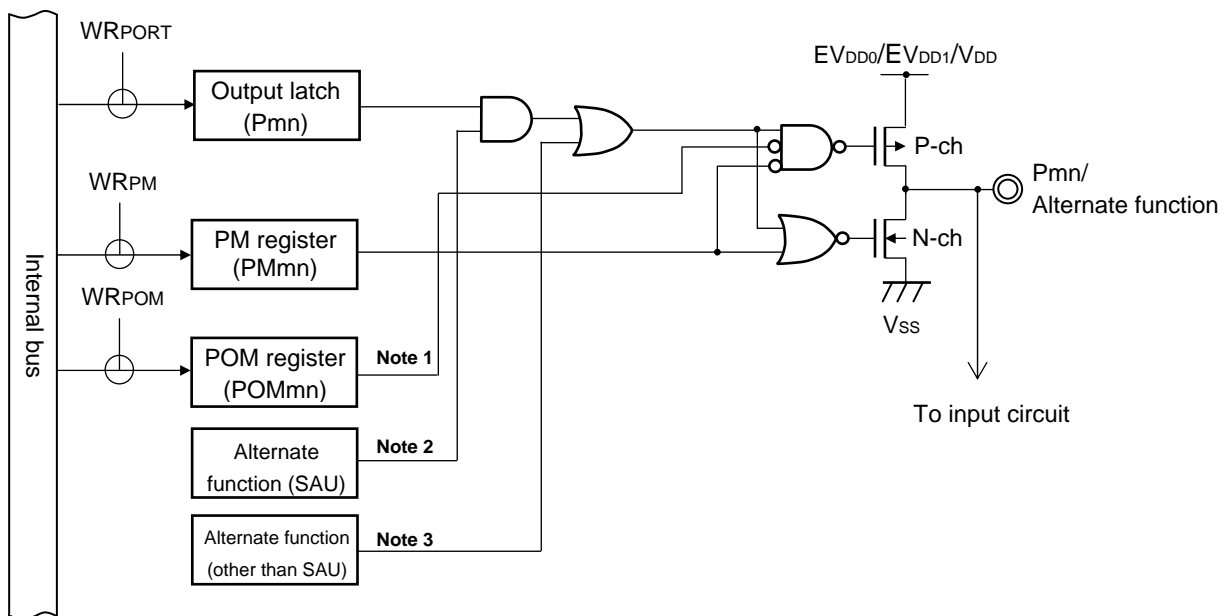 WRPORT
Output latch
(Pmn)
EVDD0/EVDD1/VDD
P-ch
Pmn/
Alternate function
WRPM
PM register
(PMmn)
N-ch
VSS
Internal bus
WRPOM
POM register
(POMmn)
Note 1
To input circuit
Alternate
function (SAU)
Note 2
Alternate function
(other than SAU)
Note 3